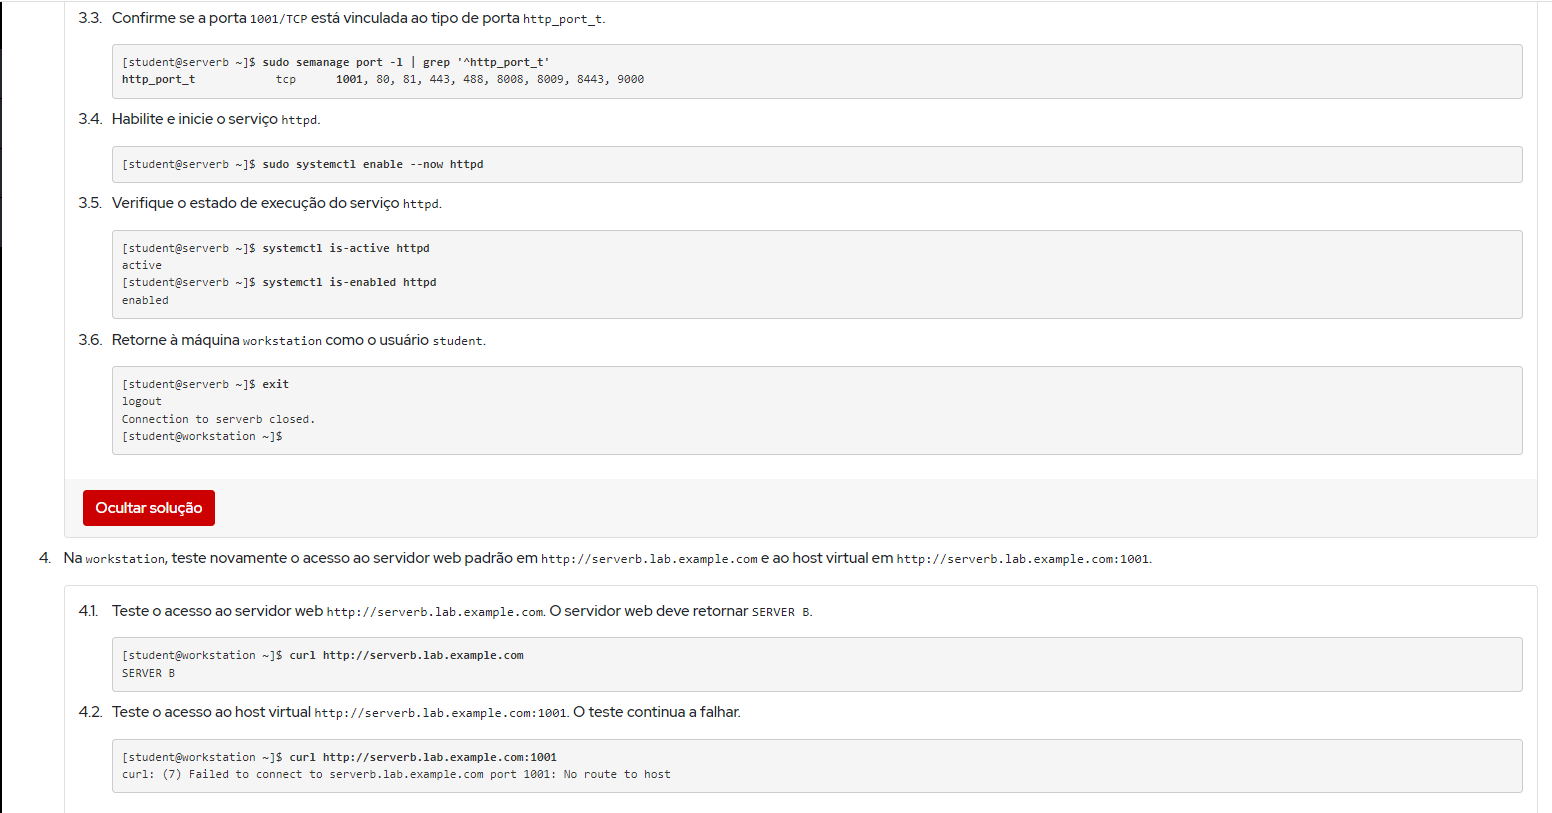 3.3. Confirme se a porta 1001/TCP está vinculada ao tipo de porta http_port_t.
[student@serverb ~]$ sudo semanage port -l | grep '^http_port_t'
http_port_t            tcp      1001, 80, 81, 443, 488, 8008, 8009, 8443, 9000
3.4. Habilite e inicie o serviço httpd.
[student@serverb ~]$ sudo systemctl enable --now httpd
3.5. Verifique o estado de execução do serviço httpd.
[student@serverb ~]$ systemctl is-active httpd
active
[student@serverb ~]$ systemctl is-enabled httpd
enabled
3.6. Retorne à máquina workstation como o usuário student.
[student@serverb ~]$ exit
logout
Connection to serverb closed.
[student@workstation ~]$
Ocultar solução
4. Na workstation, teste novamente o acesso ao servidor web padrão em http://serverb.lab.example.com e ao host virtual em http://serverb.lab.example.com:1001.
4.1. Teste o acesso ao servidor web http://serverb.lab.example.com. O servidor web deve retornar SERVER B.
[student@workstation ~]$ curl http://serverb.lab.example.com
SERVER B
4.2. Teste o acesso ao host virtual http://serverb.lab.example.com:1001. O teste continua a falhar.
[student@workstation ~]$ curl http://serverb.lab.example.com:1001
curl: (7) Failed to connect to serverb.lab.example.com port 1001: No route to host